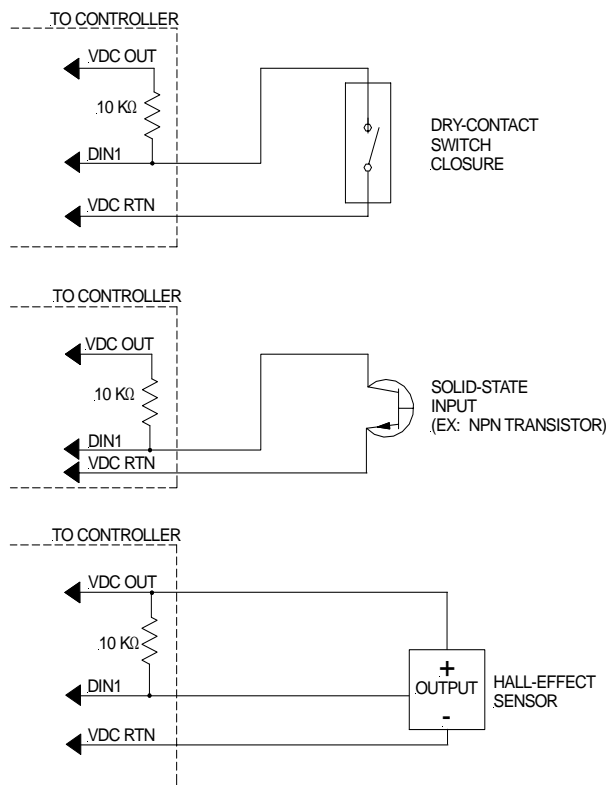 TO CONTROLLER
VDC OUT
10 KΩ
DIN1
VDC RTN
DRY-CONTACT
SWITCH
CLOSURE
TO CONTROLLER
VDC OUT
10 KΩ
DIN1
VDC RTN
SOLID-STATE
INPUT
(EX: NPN TRANSISTOR)
TO CONTROLLER
VDC OUT
10 KΩ
DIN1
VDC RTN
+
OUTPUT
-
HALL-EFFECT
SENSOR